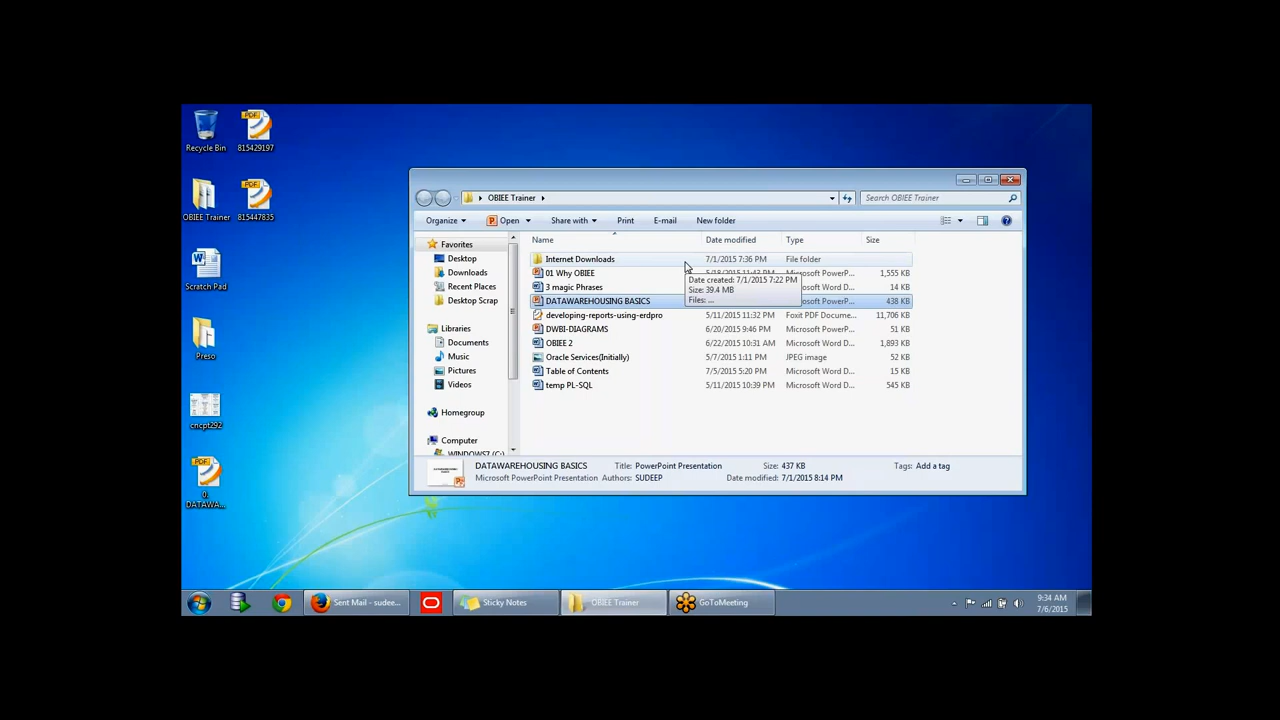 Recycle Bin
815429197
OBIEE Trainer
815447835
Scratch Pad
Preso
cncpt292
0.
DATAWA...
OBIEE Trainer
Search OBIEE Trainer
Organize
Open
Share with
Print
E-mail
New folder
Favorites
Desktop
Downloads
Recent Places
Desktop Scrap
Libraries
Documents
Music
Pictures
Videos
Homegroup
Computer
WINDOWS7 (C:)
Name Date modified Type Size
Internet Downloads 7/1/2015 7:36 PM File folder
01 Why OBIEE 5/18/2015 11:43 PM Microsoft PowerP... 1,555 KB
3 magic Phrases 14 KB
Date created: 7/1/2015 7:22 PM
Size: 39.4 MB
Files: ...
DATAWAREHOUSING BASICS soft PowerP... 438 KB
developing-reports-using-erdpro 5/11/2015 11:32 PM Foxit PDF Docume... 11,706 KB
DWBI-DIAGRAMS 6/20/2015 9:46 PM Microsoft PowerP... 51 KB
OBIEE 2 6/22/2015 10:31 AM Microsoft Word D... 1,893 KB
Oracle Services(Initially) 5/7/2015 1:11 PM JPEG image 52 KB
Table of Contents 7/5/2015 5:20 PM Microsoft Word D... 15 KB
temp PL-SQL 5/11/2015 10:39 PM Microsoft Word D... 545 KB
DATAWAREHOUSING BASICS Title: PowerPoint Presentation Size: 437 KB Tags: Add a tag
Microsoft PowerPoint Presentation Authors: SUDEEP Date modified: 7/1/2015 8:14 PM
Sent Mail - sudee...
Sticky Notes
OBIEE Trainer
GoToMeeting
9:34 AM
7/6/2015